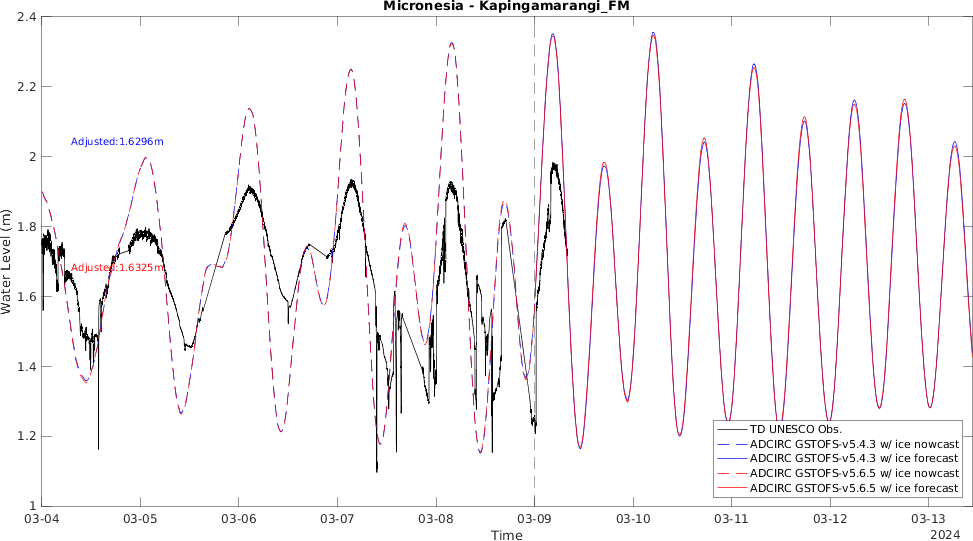 Micronesia - Kapingamarangi_FM
2.4
2.2
2
1.8
1.6
1.4
1.2
1
Water Level (m)
Adjusted:1.6296m
Adjusted:1.6325m
TD UNESCO Obs.
ADCIRC GSTOFS-v5.4.3 w/ ice nowcast
ADCIRC GSTOFS-v5.4.3 w/ ice forecast
ADCIRC GSTOFS-v5.6.5 w/ ice nowcast
ADCIRC GSTOFS-v5.6.5 w/ ice forecast
03-04 03-05 03-06 03-07 03-08 03-09 03-10 03-11 03-12 03-13
Time
2024